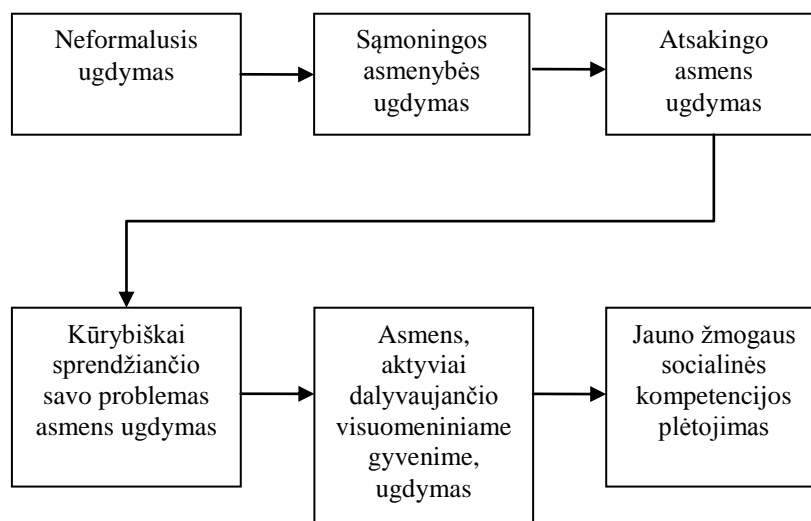 Neformalusis
ugdymas
Sąmoningos
asmenybės
ugdymas
Atsakingo
asmens
ugdymas
Kūrybiškai
sprendžiančio
savo problemas
asmens ugdymas
Asmens,
aktyviai
dalyvaujančio
visuomeniniame
gyvenime,
ugdymas
Jauno žmogaus
socialinės
kompetencijos
plėtojimas